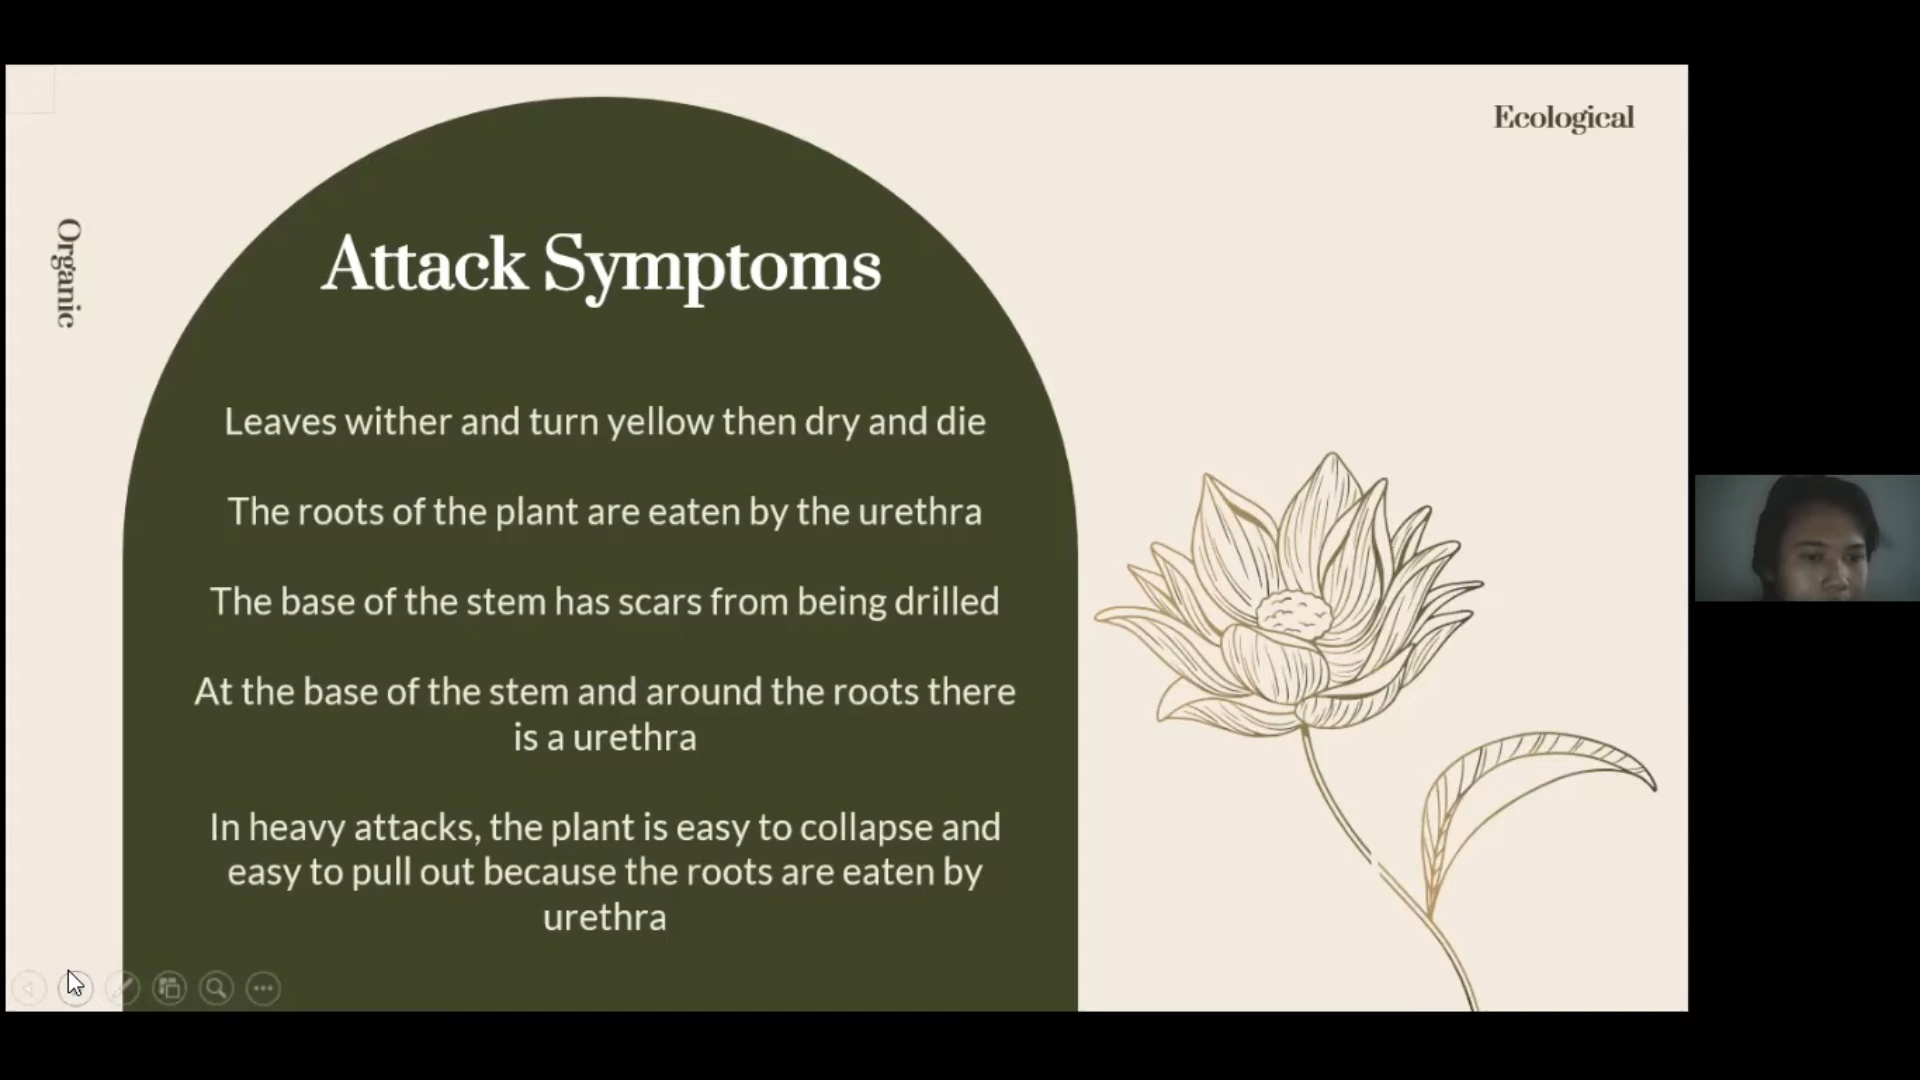 Ecological
Organic
Attack Symptoms
Leaves wither and turn yellow then dry and die
The roots of the plant are eaten by the urethra
The base of the stem has scars from being drilled
At the base of the stem and around the roots there
is a urethra
In heavy attacks, the plant is easy to collapse and
easy to pull out because the roots are eaten by
urethra